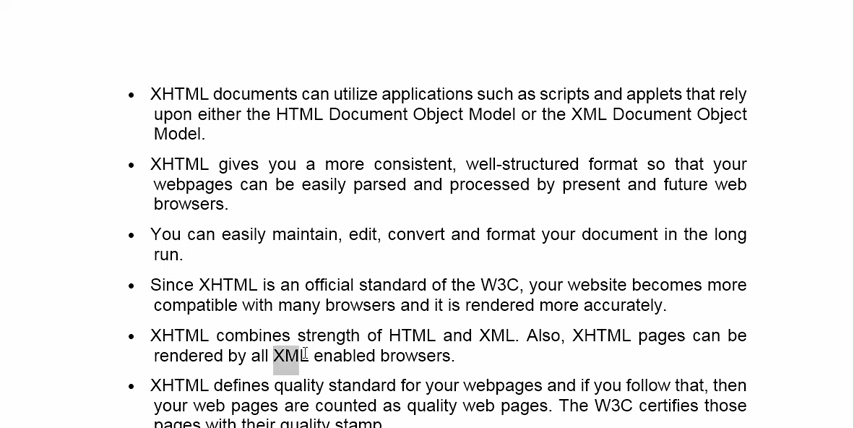 • XHTML documents can utilize applications such as scripts and applets that rely
upon either the HTML Document Object Model or the XML Document Object
Model.
• XHTML gives you a more consistent, well-structured format so that your
webpages can be easily parsed and processed by present and future web
browsers.
• You can easily maintain, edit, convert and format your document in the long
run.
• Since XHTML is an official standard of the W3C, your website becomes more
compatible with many browsers and it is rendered more accurately.
• XHTML combines strength of HTML and XML. Also, XHTML pages can be
rendered by all XML enabled browsers.
• XHTML defines quality standard for your webpages and if you follow that, then
your web pages are counted as quality web pages. The W3C certifies those
pages with their quality stamp.